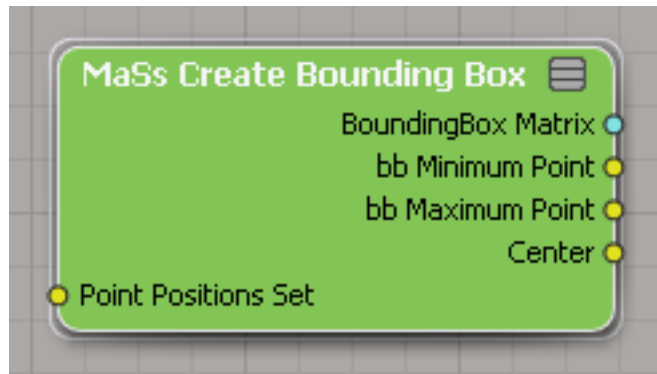 MaSs Create Bounding Box
BoundingBox Matrix
bb Minimum Point
bb Maximum Point
Center
Point Positions Set